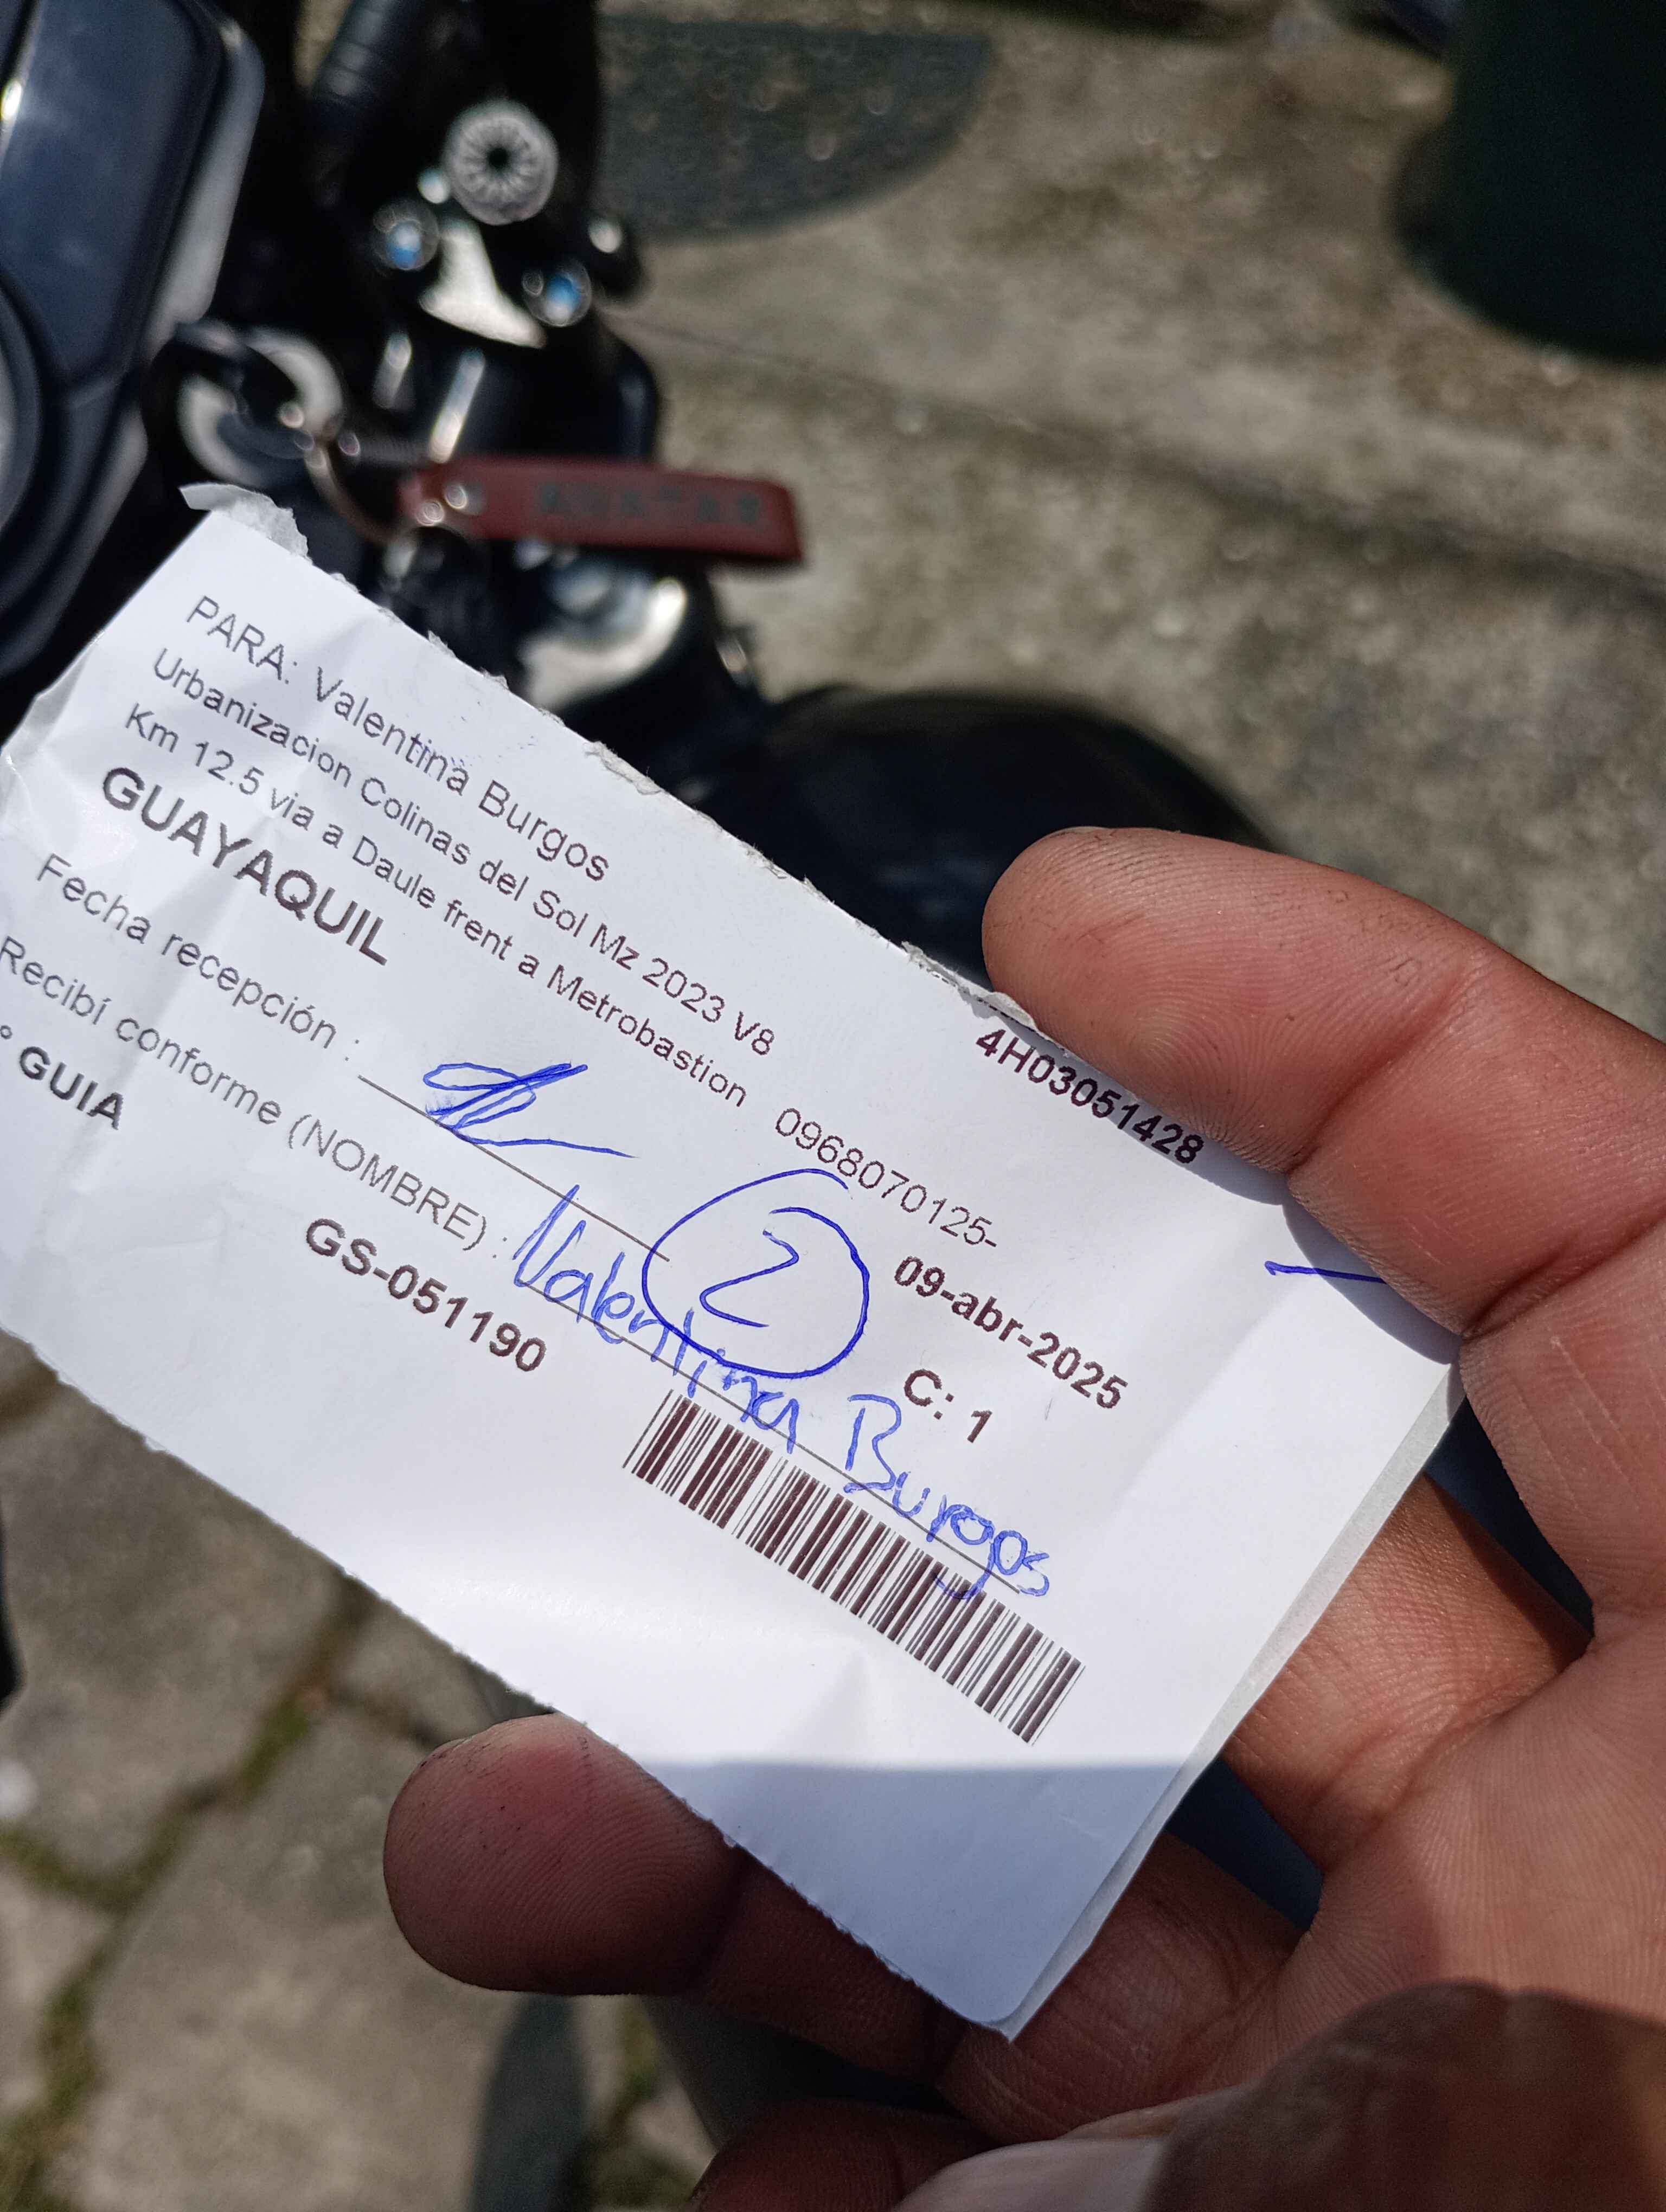 PARA: Valentina Burgos
4H03051428
Urbanizacion Colinas del Sol Mz 2023 V8
Km 12.5 via a Daule frent a Metrobastion 0968070125-
GUAYAQUIL
09-abr-2025
Fecha recepción :
2
C: 1
Recibí conforme (NOMBRE) : Valentina Burgos
° GUIA
GS-051190